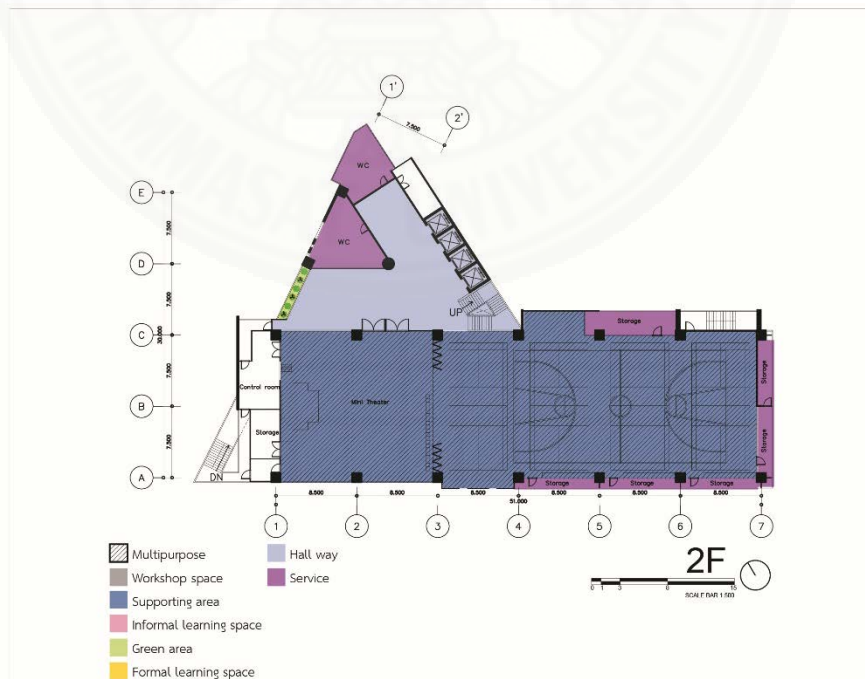 THAMMASAT UNIVERSITY
1'
2'
7.500
WC
E
7.500
WC
D
7.500
UP
Storage
C
30.000
7.500
Control room
Mini Theater
Storage
B
7.500
Storage
Storage
DN
A
Storage
Storage
Storage
8.500
8.500
8.500
8.500
8.500
8.500
51.000
1
2
3
4
5
6
7
Multipurpose
Hall way
Workshop space
Service
Supporting area
Informal learning space
Green area
Formal learning space
2F
SCALE BAR 1:500